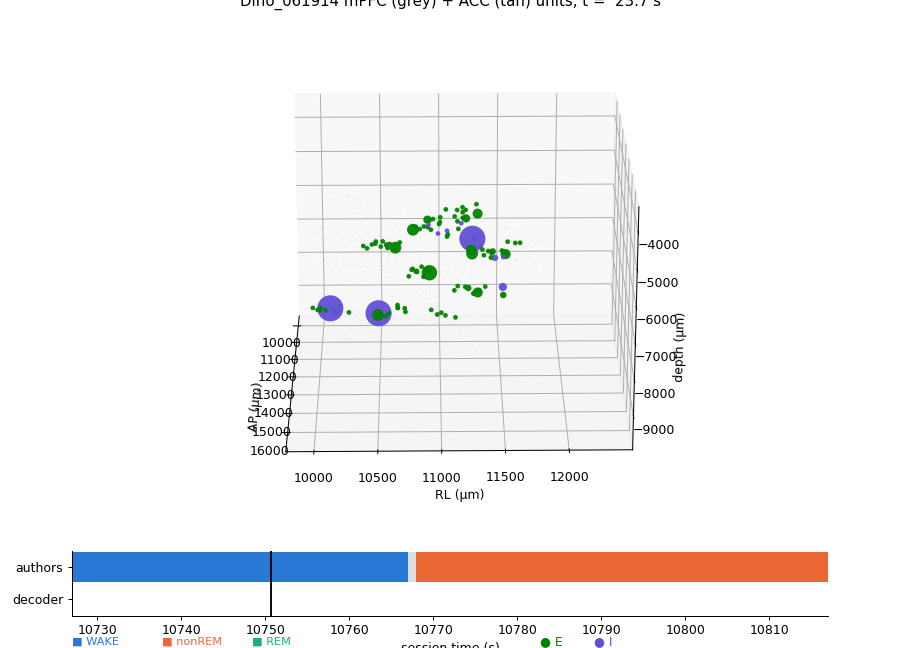 Dino_061914 mPFC (grey) + ACC (tan) units, t = 23.7 s
−4000
−5000
−6000
−7000
−8000
−9000
depth (μm)
10000
11000
12000
13000
14000
15000
16000
AP (μm)
10000 10500 11000 11500 12000
RL (μm)
authors
decoder
10730 10740 10750 10760 10770 10780 10790 10800 10810
session time (s)
WAKE nonREM REM E I